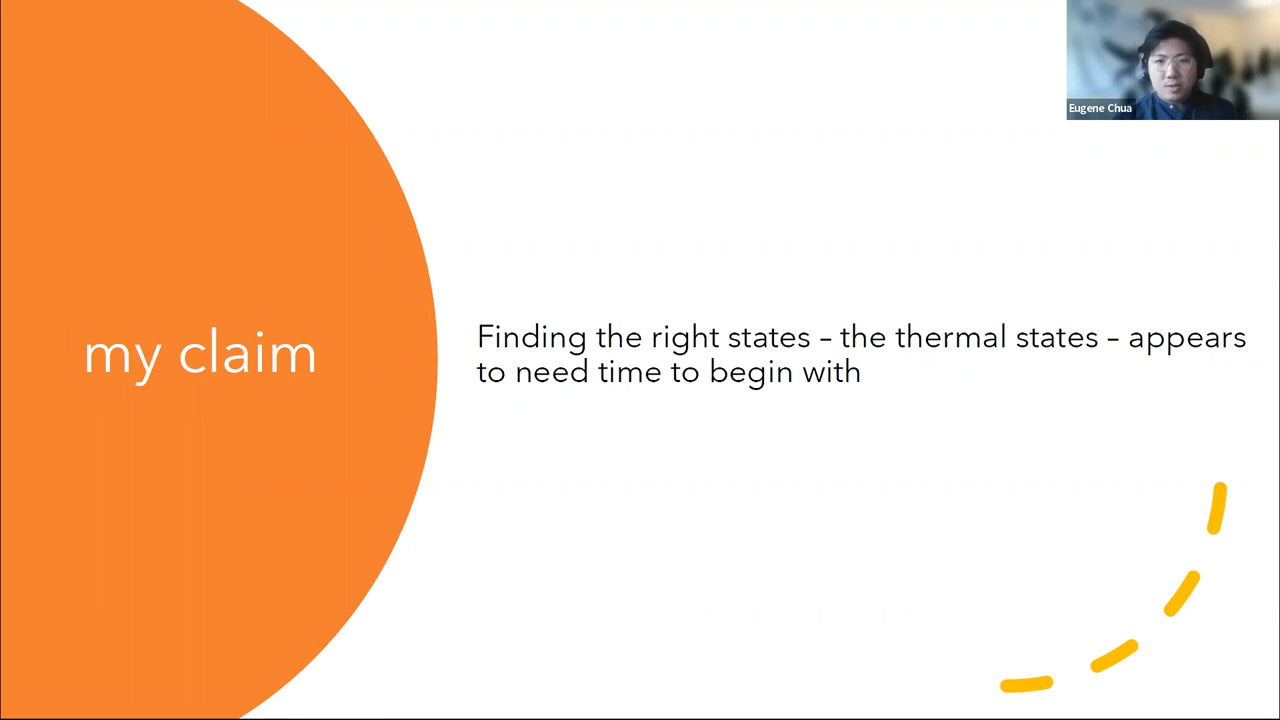 Eugene Chua
my claim
Finding the right states – the thermal states – appears
to need time to begin with